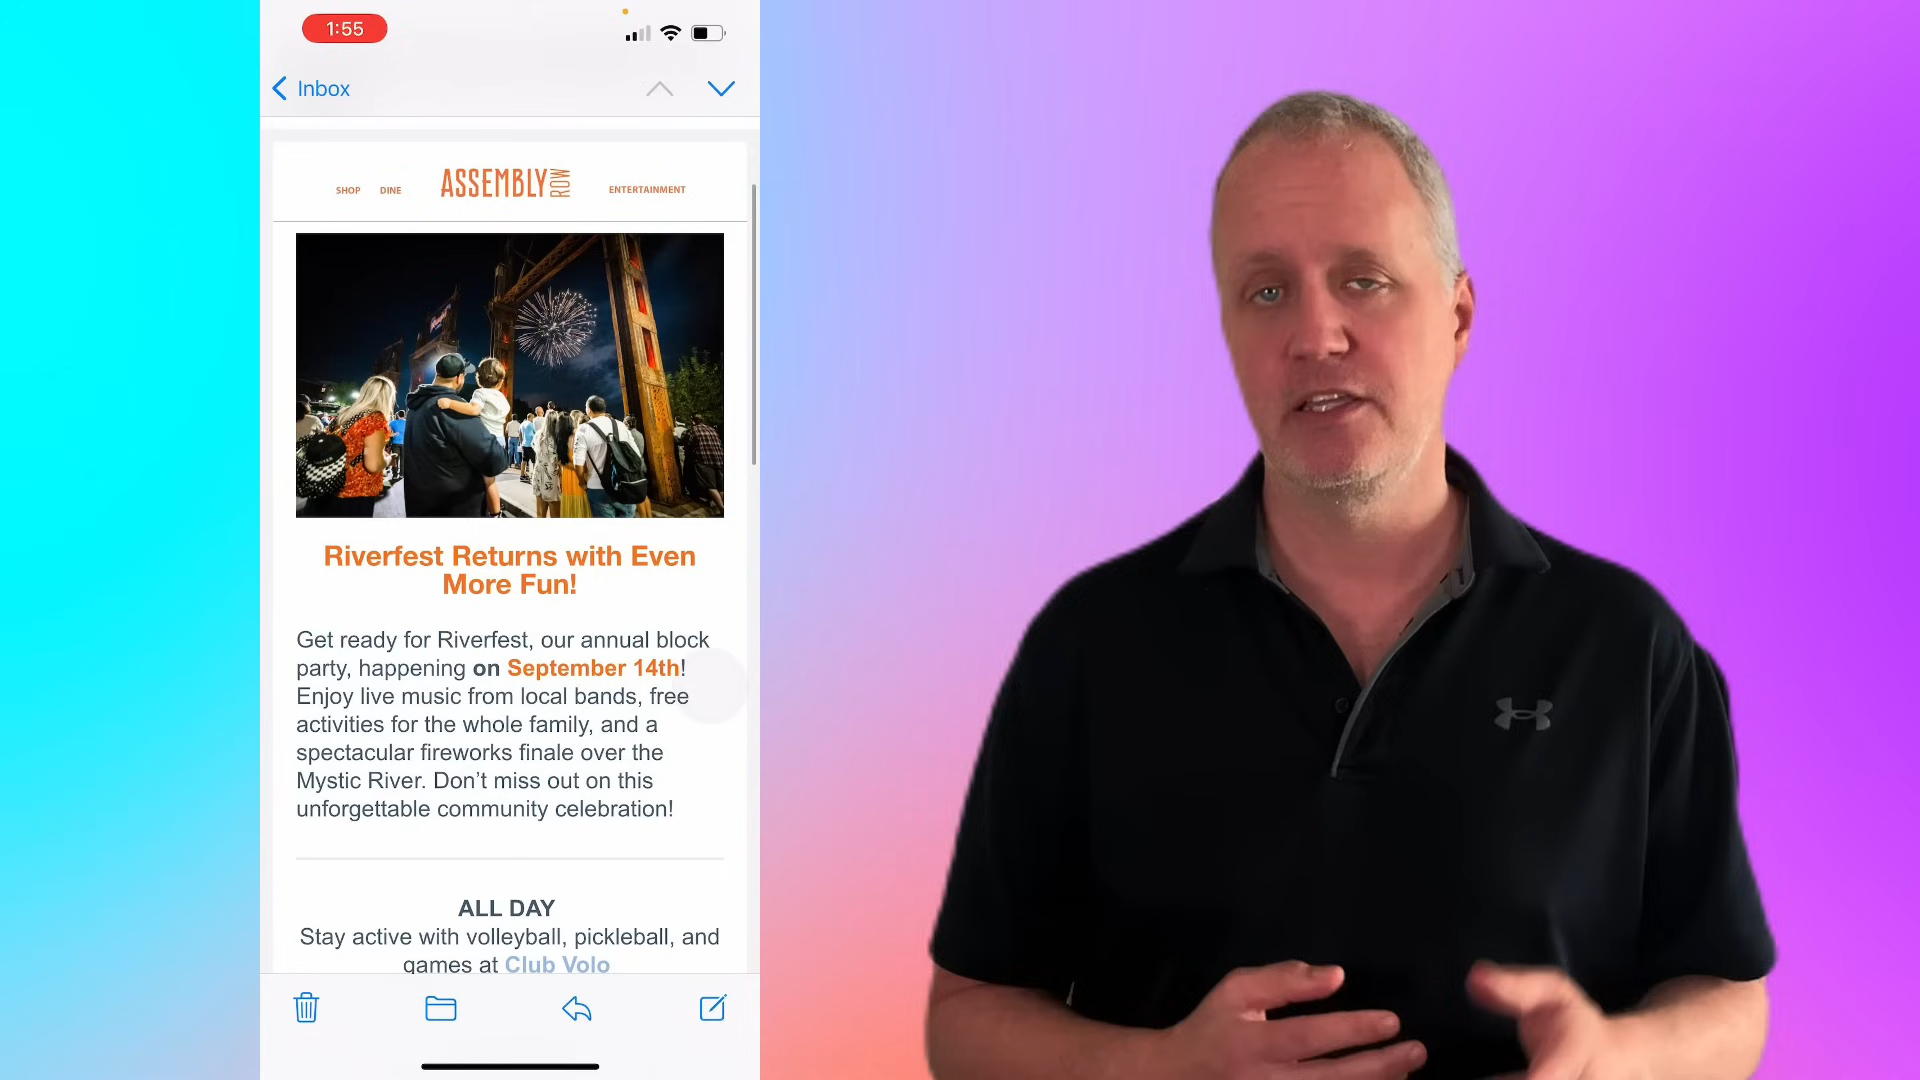 1:55
Inbox
SHOP DINE ASSEMBLY ROW ENTERTAINMENT
Riverfest Returns with Even
More Fun!
Get ready for Riverfest, our annual block
party, happening on September 14th!
Enjoy live music from local bands, free
activities for the whole family, and a
spectacular fireworks finale over the
Mystic River. Don’t miss out on this
unforgettable community celebration!
ALL DAY
Stay active with volleyball, pickleball, and
games at Club Volo